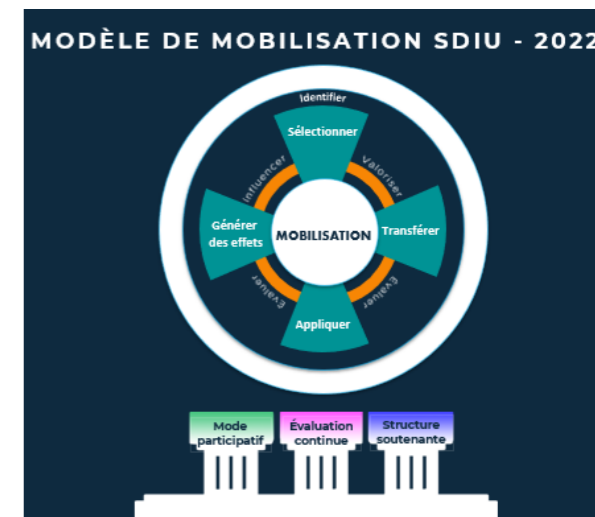 MODÈLE DE MOBILISATION SDIU - 2022
Identifier
Sélectionner
Influencer
Valoriser
Générer
des effets
MOBILISATION
Transférer
Évaluer
Évaluer
Appliquer
Mode
participatif
Évaluation
continue
Structure
soutenante